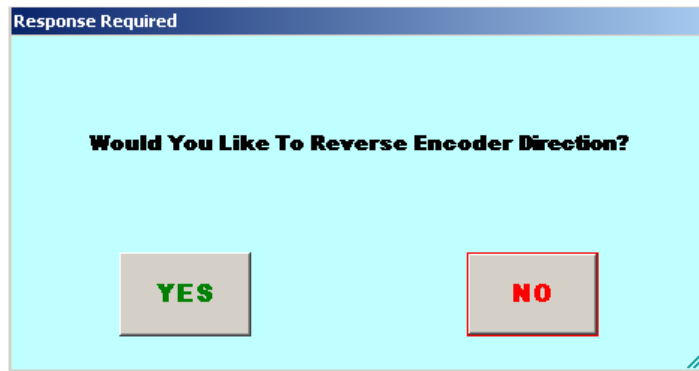 Response Required
Would You Like To Reverse Encoder Direction?
YES
NO